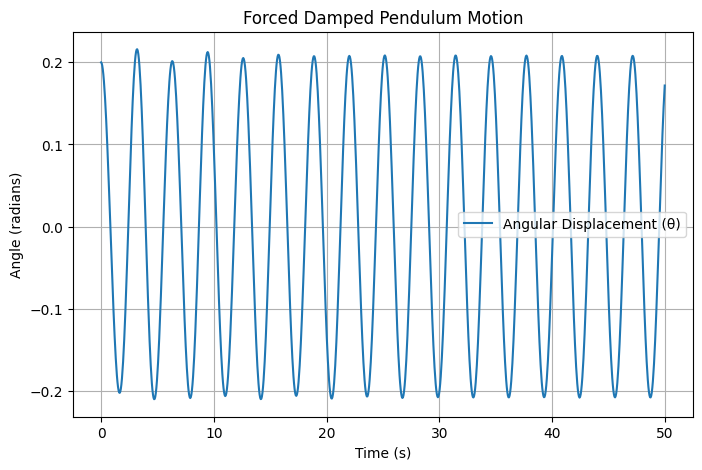 Forced Damped Pendulum Motion
Angle (radians)
0.2
0.1
0.0
−0.1
−0.2
Angular Displacement (θ)
0 10 20 30 40 50
Time (s)